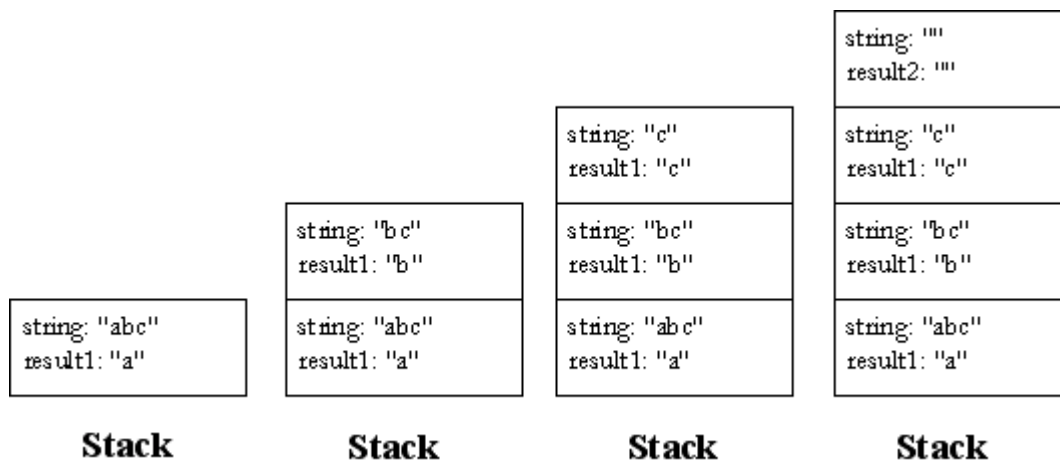 string: "abc"
result1: "a"
Stack
string: "bc"
result1: "b"
string: "abc"
result1: "a"
Stack
string: "c"
result1: "c"
string: "bc"
result1: "b"
string: "abc"
result1: "a"
Stack
string: ""
result2: ""
string: "c"
result1: "c"
string: "bc"
result1: "b"
string: "abc"
result1: "a"
Stack